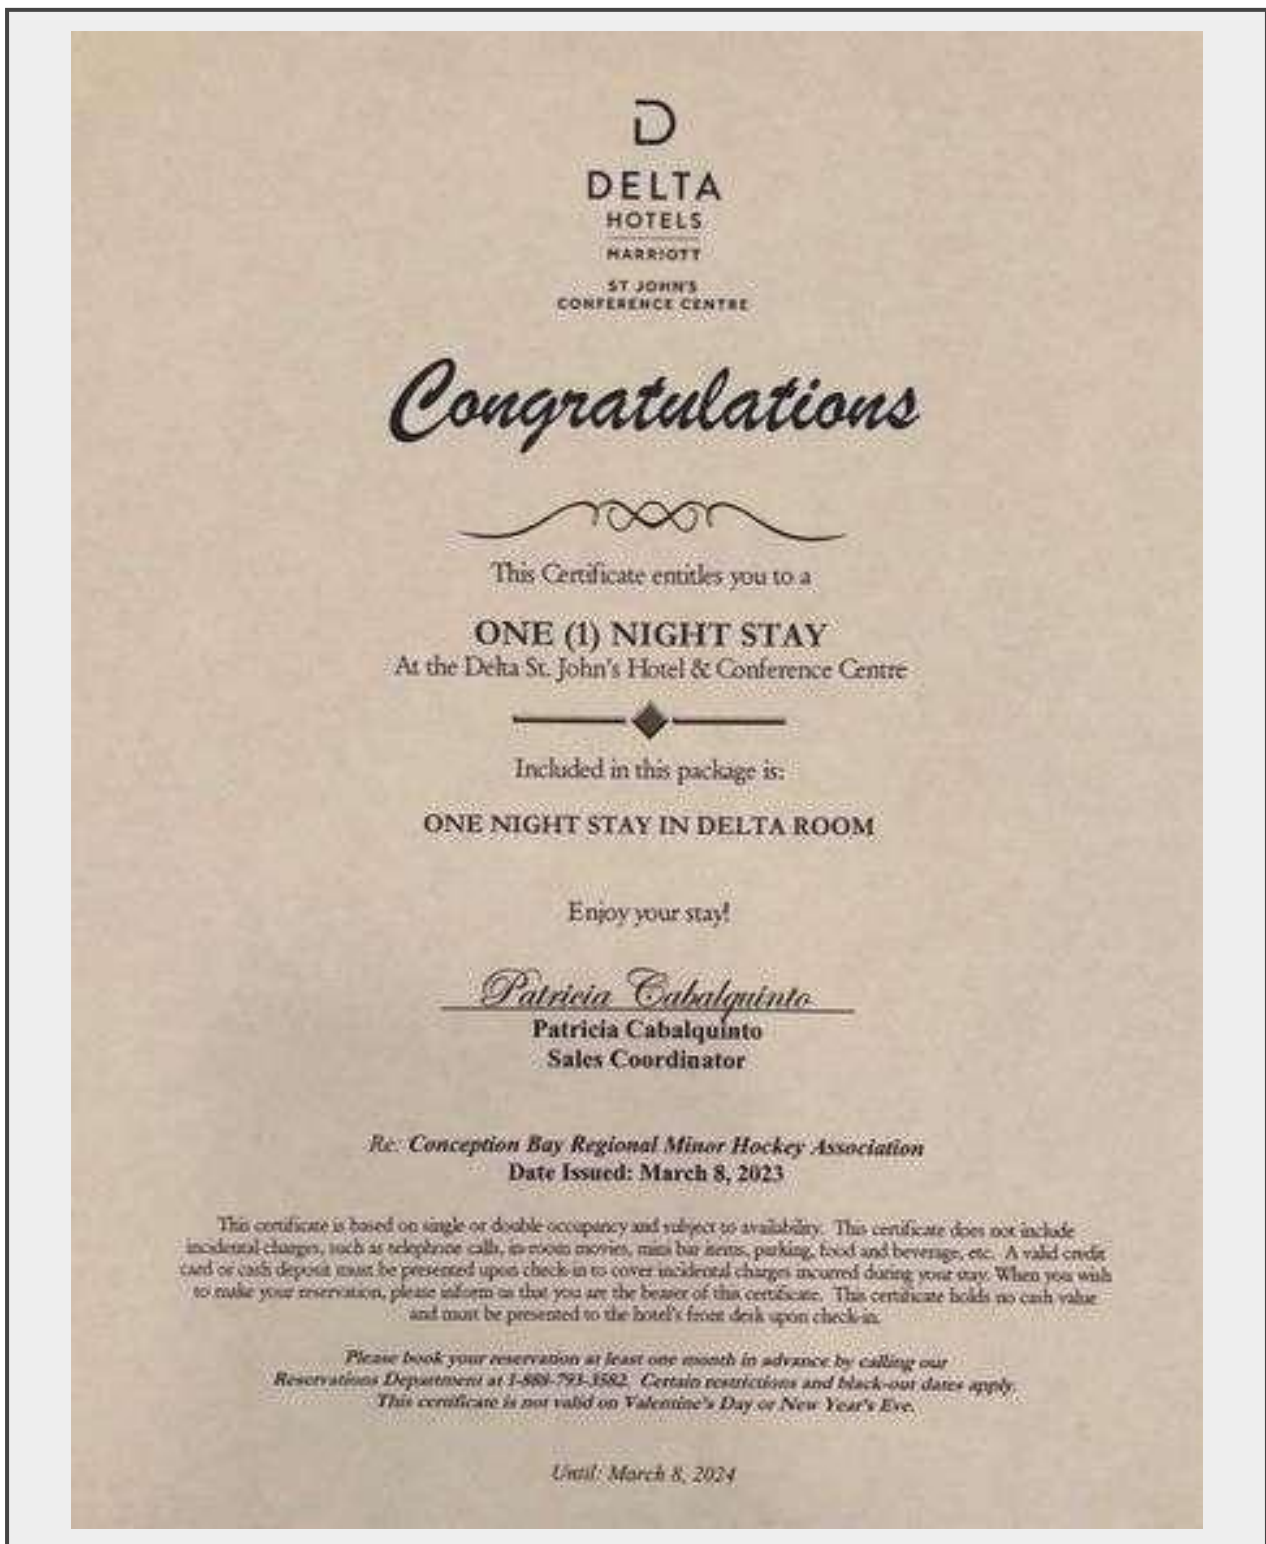 DELTA
HOTELS
MARRIOTT
ST JOHN'S
CONFERENCE CENTRE
Congratulations
This Certificate entitles you to a
ONE (1) NIGHT STAY
At the Delta St. John's Hotel & Conference Centre
Included in this package is:
ONE NIGHT STAY IN DELTA ROOM
Enjoy your stay!
Patricia Cabalquinto
Patricia Cabalquinto
Sales Coordinator
Re: Conception Bay Regional Minor Hockey Association
Date Issued: March 8, 2023
This certificate is based on single or double occupancy and subject to availability. This certificate does not include
incidental charges, such as telephone calls, in-room movies, mini bar items, parking, food and beverage, etc. A valid credit
card or cash deposit must be presented upon check-in to cover incidental charges incurred during your stay. When you wish
to make your reservation, please inform us that you are the bearer of this certificate. This certificate holds no cash value
and must be presented to the hotel's front desk upon check-in.
Please book your reservation at least one month in advance by calling our
Reservations Department at 1-888-793-3582. Certain restrictions and black-out dates apply.
This certificate is not valid on Valentine's Day or New Year's Eve.
Until: March 8, 2024